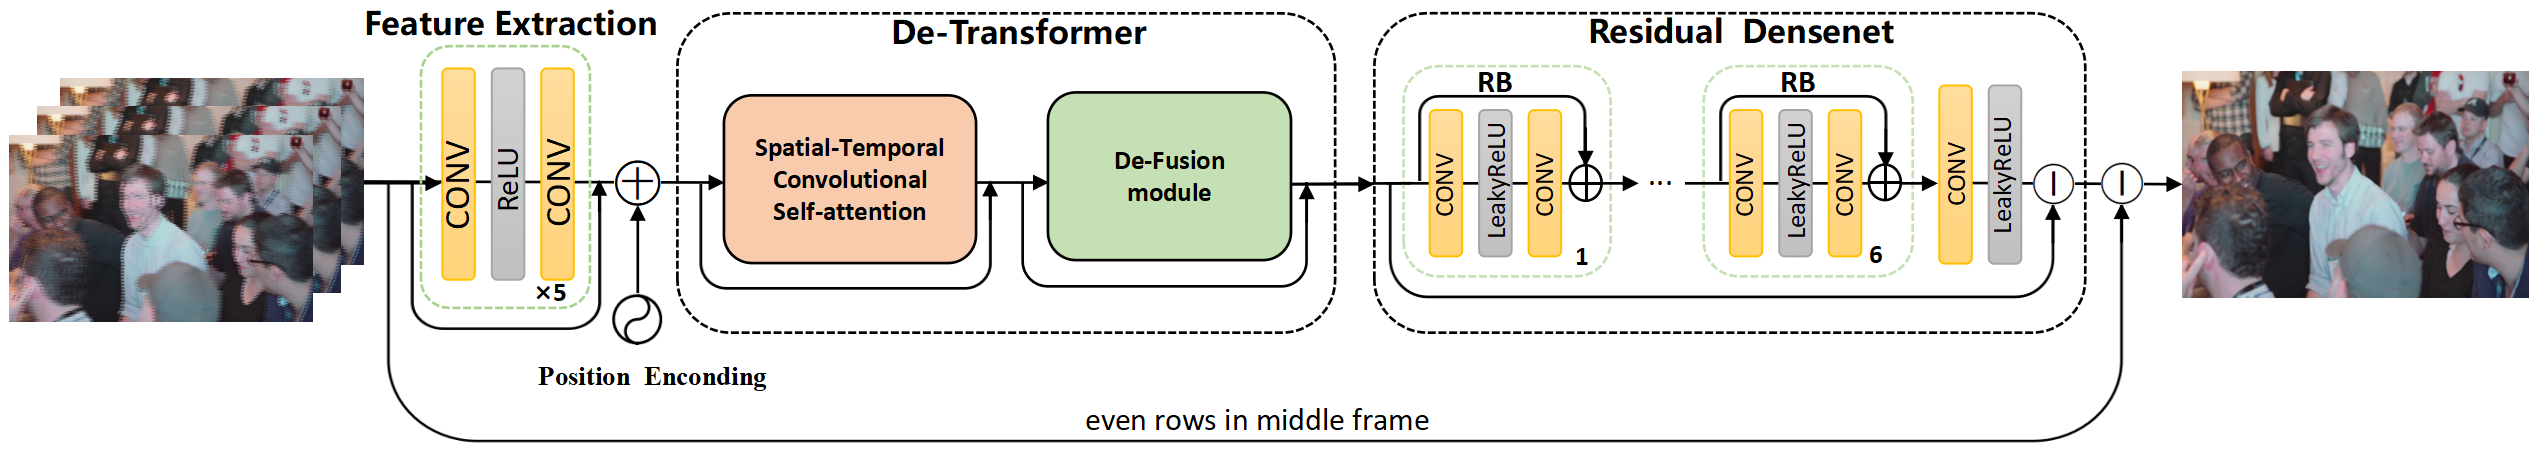 Feature Extraction
CONV
ReLU
CONV
×5
Position Enconding
De-Transformer
Spatial-Temporal
Convolutional
Self-attention
De-Fusion
module
Residual Densenet
RB
CONV
LeakyReLU
CONV
1
...
RB
CONV
LeakyReLU
CONV
6
CONV
LeakyReLU
even rows in middle frame